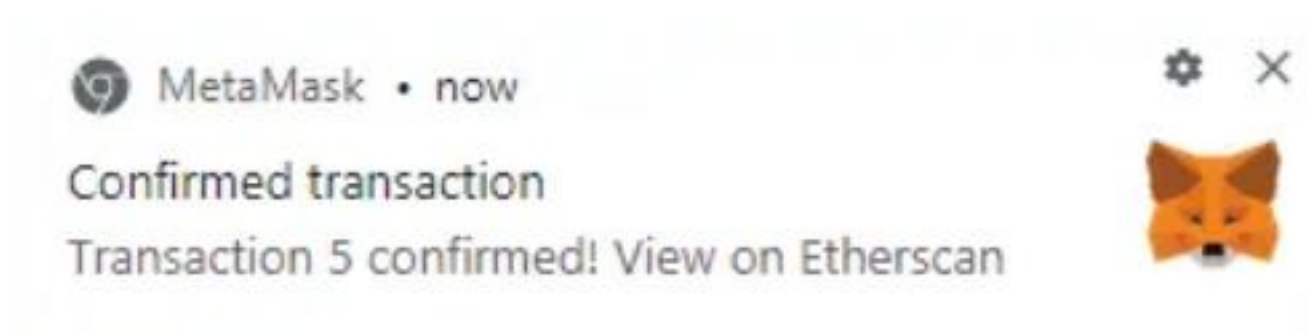 MetaMask • now
Confirmed transaction
Transaction 5 confirmed! View on Etherscan